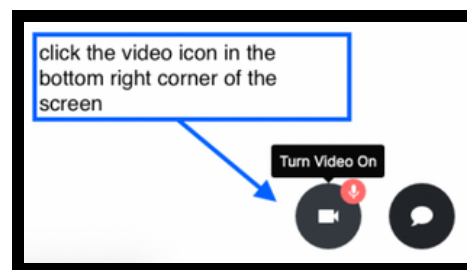 click the video icon in the
bottom right corner of the
screen
Turn Video On